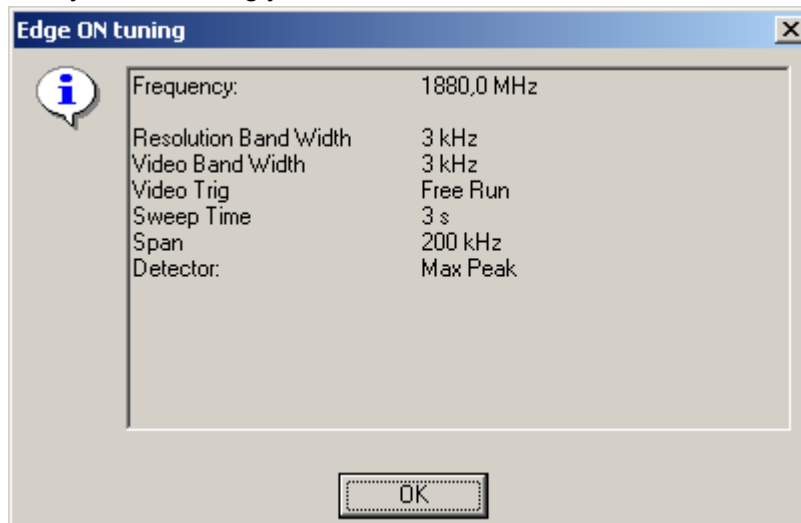 Edge ON tuning
Frequency: 1880,0 MHz
Resolution Band Width 3 kHz
Video Band Width 3 kHz
Video Trig Free Run
Sweep Time 3 s
Span 200 kHz
Detector: Max Peak
OK